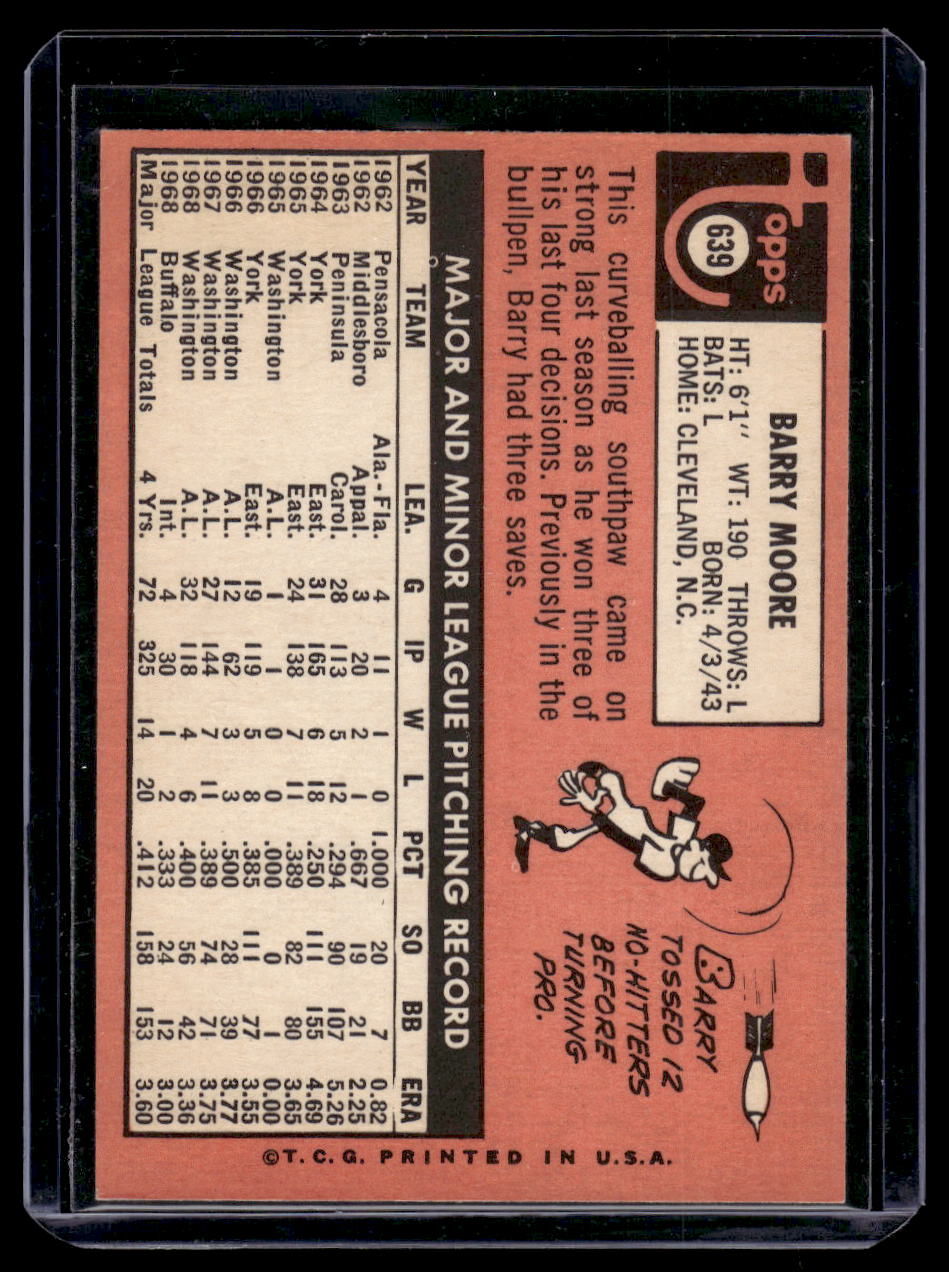 Topps
639
BARRY MOORE
HT: 6'1" WT: 190 THROWS: L
BATS: L BORN: 4/3/43
HOME: CLEVELAND, N.C.
This curveballing southpaw came on
strong last season as he won three of
his last four decisions. Previously in the
bullpen, Barry had three saves.
BARRY
TOSSED 12
NO-HITTERS
BEFORE
TURNING
PRO.
MAJOR AND MINOR LEAGUE PITCHING RECORD
YEAR TEAM LEA. G IP W L PCT SO BB ERA
1962 Pensacola Ala.-Fla. 4 11 1 0 1.000 20 7 0.82
1962 Middlesboro Appal. 3 20 2 1 .667 19 21 2.25
1963 Peninsula Carol. 28 113 5 12 .294 90 107 5.26
1964 York East. 31 165 6 18 .250 111 155 4.69
1965 York East. 24 138 7 11 .389 82 80 3.65
1965 Washington A.L. 1 1 0 0 .000 0 1 0.00
1966 York East. 19 119 5 8 .385 111 77 3.55
1966 Washington A.L. 12 62 3 3 .500 28 39 3.77
1967 Washington A.L. 27 144 7 11 .389 74 71 3.75
1968 Washington A.L. 32 118 4 6 .400 56 42 3.36
1968 Buffalo Int. 4 30 1 2 .333 24 12 3.00
Major League Totals 4 Yrs. 72 325 14 20 .412 158 153 3.60
©T.C.G. PRINTED IN U.S.A.